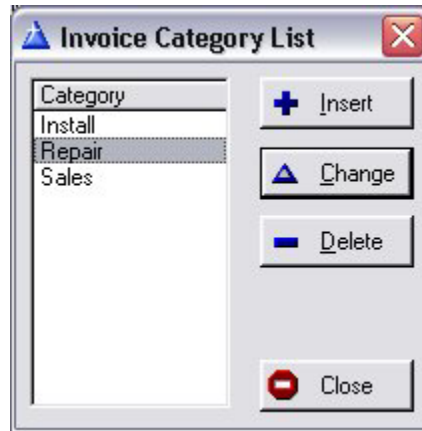 Invoice Category List
Category
Install
Repair
Sales
Insert
Change
Delete
Close